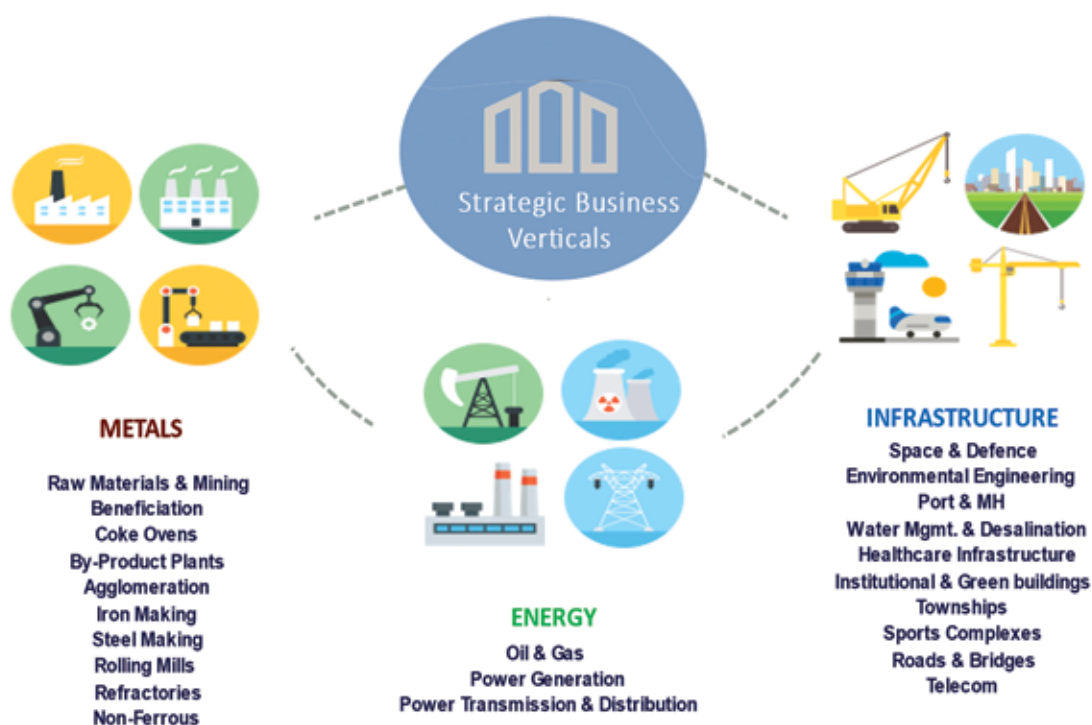 Strategic Business
Verticals
METALS
Raw Materials & Mining
Beneficiation
Coke Ovens
By-Product Plants
Agglomeration
Iron Making
Steel Making
Rolling Mills
Refractories
Non-Ferrous
ENERGY
Oil & Gas
Power Generation
Power Transmission & Distribution
INFRASTRUCTURE
Space & Defence
Environmental Engineering
Port & MH
Water Mgmt. & Desalination
Healthcare Infrastructure
Institutional & Green buildings
Townships
Sports Complexes
Roads & Bridges
Telecom